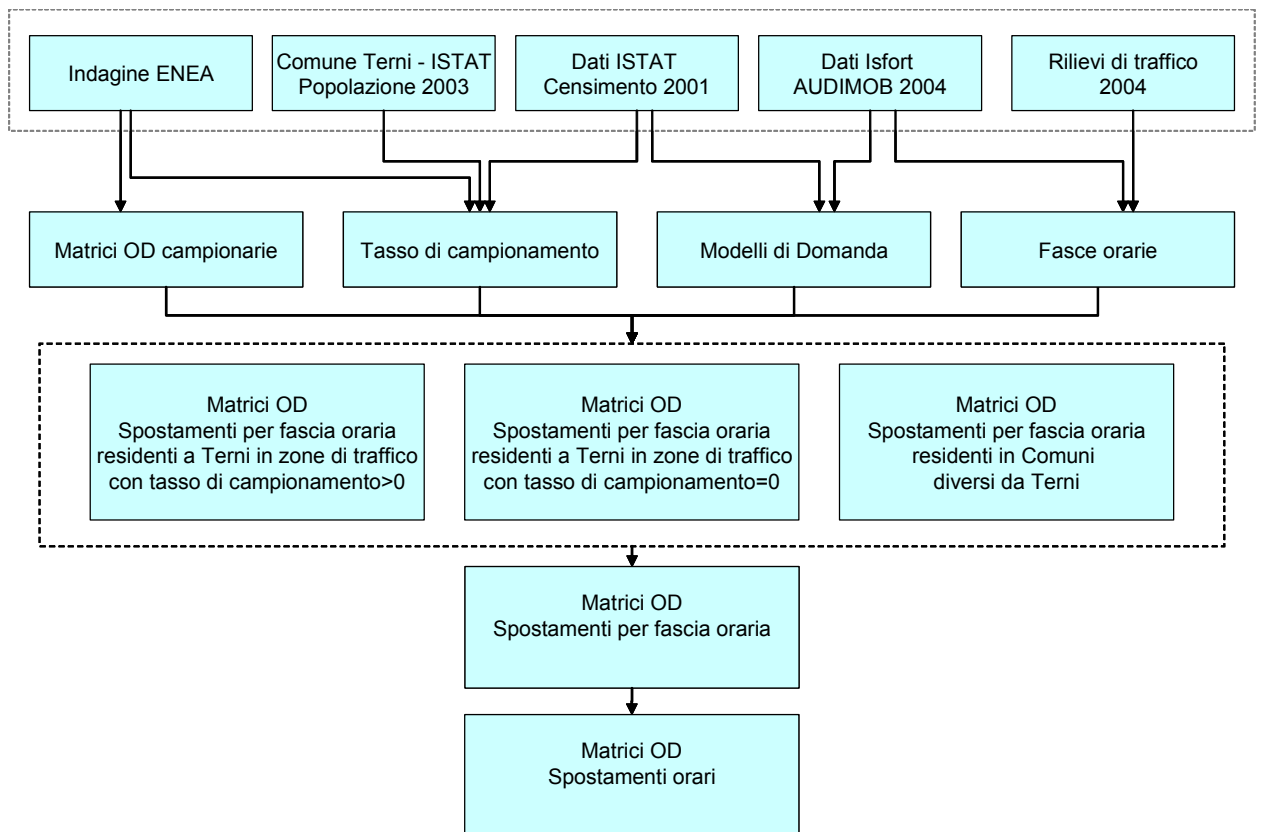 Indagine ENEA
Comune Terni - ISTAT
Popolazione 2003
Dati ISTAT
Censimento 2001
Dati Isfort
AUDIMOB 2004
Rilievi di traffico
2004
Matrici OD campionarie
Tasso di campionamento
Modelli di Domanda
Fasce orarie
Matrici OD
Spostamenti per fascia oraria
residenti a Terni in zone di traffico
con tasso di campionamento>0
Matrici OD
Spostamenti per fascia oraria
residenti a Terni in zone di traffico
con tasso di campionamento=0
Matrici OD
Spostamenti per fascia oraria
residenti in Comuni
diversi da Terni
Matrici OD
Spostamenti per fascia oraria
Matrici OD
Spostamenti orari